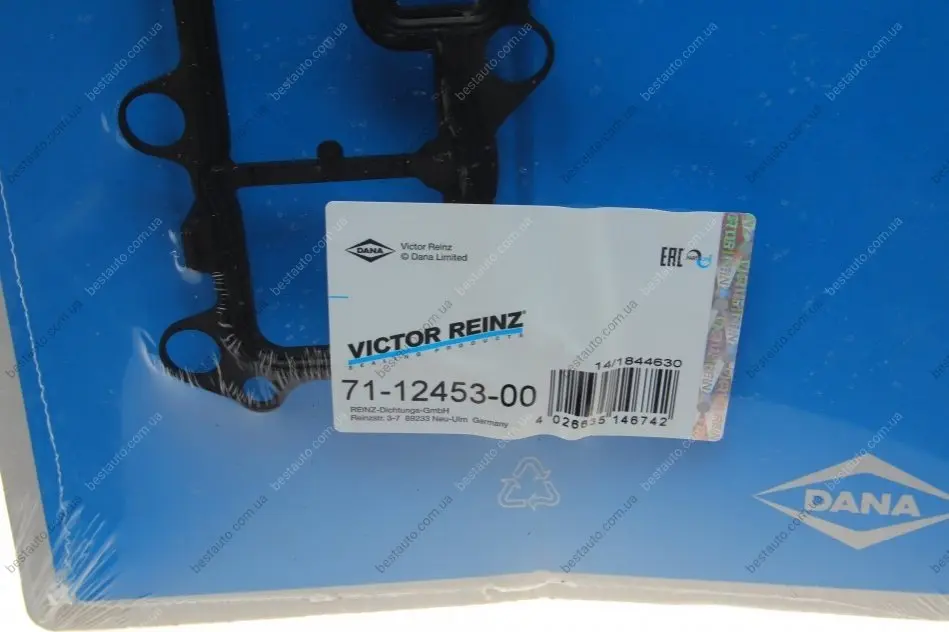 DANA
Victor Reinz
© Dana Limited
EAC
VICTOR REINZ
SEALING PRODUCTS
14/1844630
71-12453-00
REINZ-Dichtungs-GmbH
Reinzstr. 3-7 89233 Neu-Ulm Germany
4 026635 146742
DANA
bestauto.com.ua